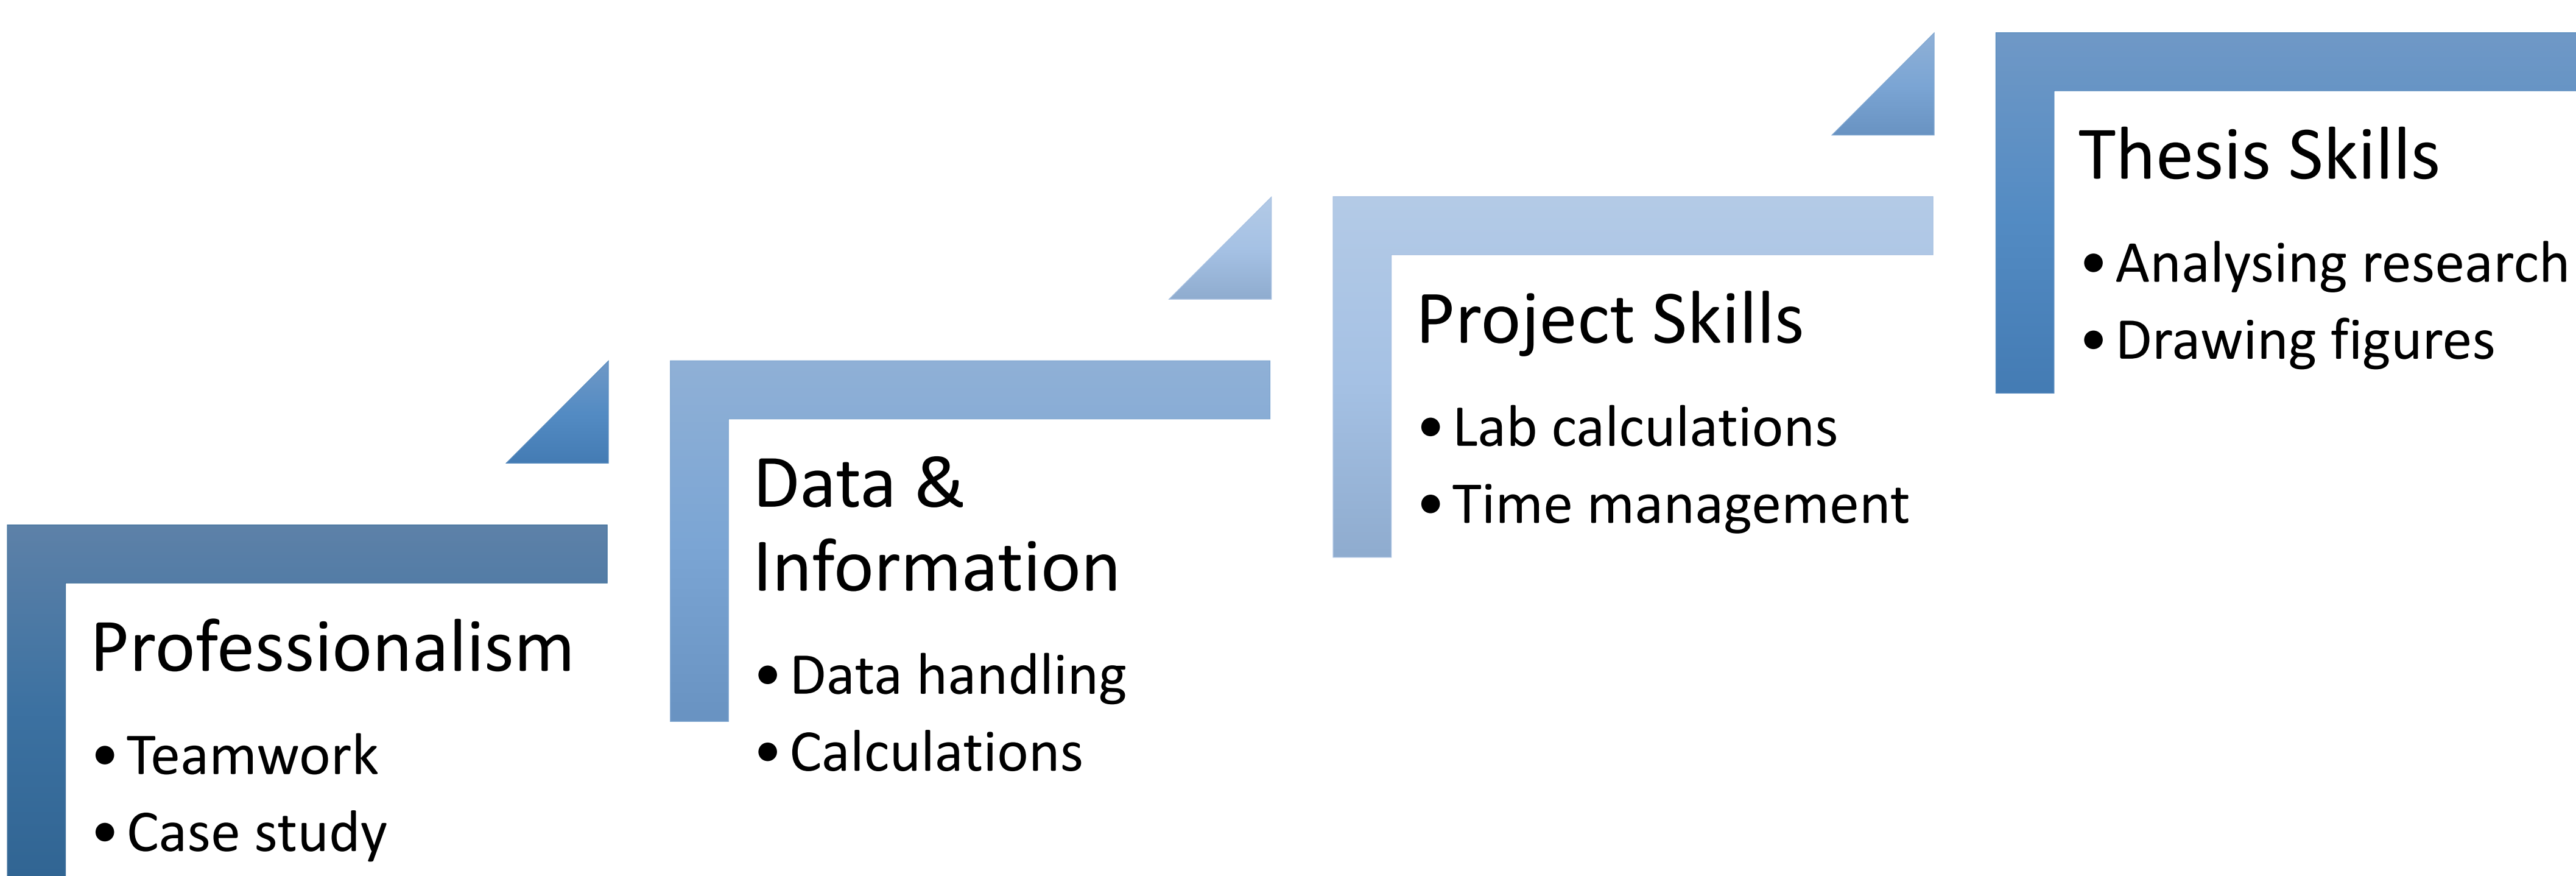 Professionalism
• Teamwork
• Case study
Data &
Information
• Data handling
• Calculations
Project Skills
• Lab calculations
• Time management
Thesis Skills
• Analysing research
• Drawing figures